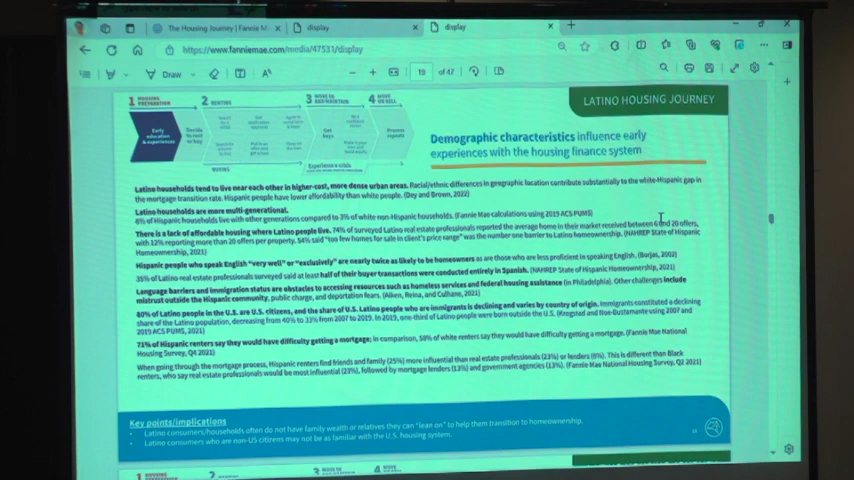 The Housing Journey | Fannie M
display
display
https://www.fanniemae.com/media/47531/display
Draw
19 of 47
1 HOUSING PREPARATION
2 RENTING
4 MOVE OR SELL
LATINO HOUSING JOURNEY
Early education & experiences
Decide to rent or buy
Get keys
Process repeats
BUYING
Experience a crisis
Demographic characteristics influence early
experiences with the housing finance system
Latino households tend to live near each other in higher-cost, more dense urban areas. Racial/ethnic differences in geographic location contribute substantially to the white-Hispanic gap in
the mortgage transition rate. Hispanic people have lower affordability than white people. (Dey and Brown, 2022)
Latino households are more multi-generational.
6% of Hispanic households live with other generations compared to 3% of white non-Hispanic households. (Fannie Mae calculations using 2019 ACS PUMS)
There is a lack of affordable housing where Latino people live. 74% of surveyed Latino real estate professionals reported the average home in their market received between 6 and 20 offers,
with 12% reporting more than 20 offers per property. 54% said "too few homes for sale in client's price range" was the number one barrier to Latino homeownership. (NAHREP State of Hispanic
Homeownership, 2021)
Hispanic people who speak English "very well" or "exclusively" are nearly twice as likely to be homeowners as those who are less proficient in speaking English. (Borjas, 2002)
35% of Latino real estate professionals surveyed said at least half of their buyer transactions were conducted entirely in Spanish. (NAHREP State of Hispanic Homeownership, 2021)
Language barriers and immigration status are obstacles to accessing resources such as homeless services and federal housing assistance (in Philadelphia). Other challenges include
mistrust outside the Hispanic community, public charge, and deportation fears. (Aiken, Reina, and Culhane, 2021)
80% of Latino people in the U.S. are U.S. citizens, and the share of U.S. Latino people who are immigrants is declining and varies by country of origin. Immigrants constituted a declining
share of the Latino population, decreasing from 40% to 33% from 2007 to 2019. In 2019, one-third of Latino people were born outside the U.S. (Krogstad and Noe-Bustamante using 2007 and
2019 ACS PUMS, 2021)
71% of Hispanic renters say they would have difficulty getting a mortgage; in comparison, 58% of white renters say they would have difficulty getting a mortgage. (Fannie Mae National
Housing Survey, Q4 2021)
When going through the mortgage process, Hispanic renters find friends and family (25%) more influential than real estate professionals (23%) or lenders (6%). This is different than Black
renters, who say real estate professionals would be most influential (23%), followed by mortgage lenders (13%) and government agencies (13%). (Fannie Mae National Housing Survey, Q2 2021)
Key points/implications
• Latino consumers/households often do not have family wealth or relatives they can "lean on" to help them transition to homeownership.
• Latino consumers who are non-US citizens may not be as familiar with the U.S. housing system.
LATINO HOUSING JOURNEY